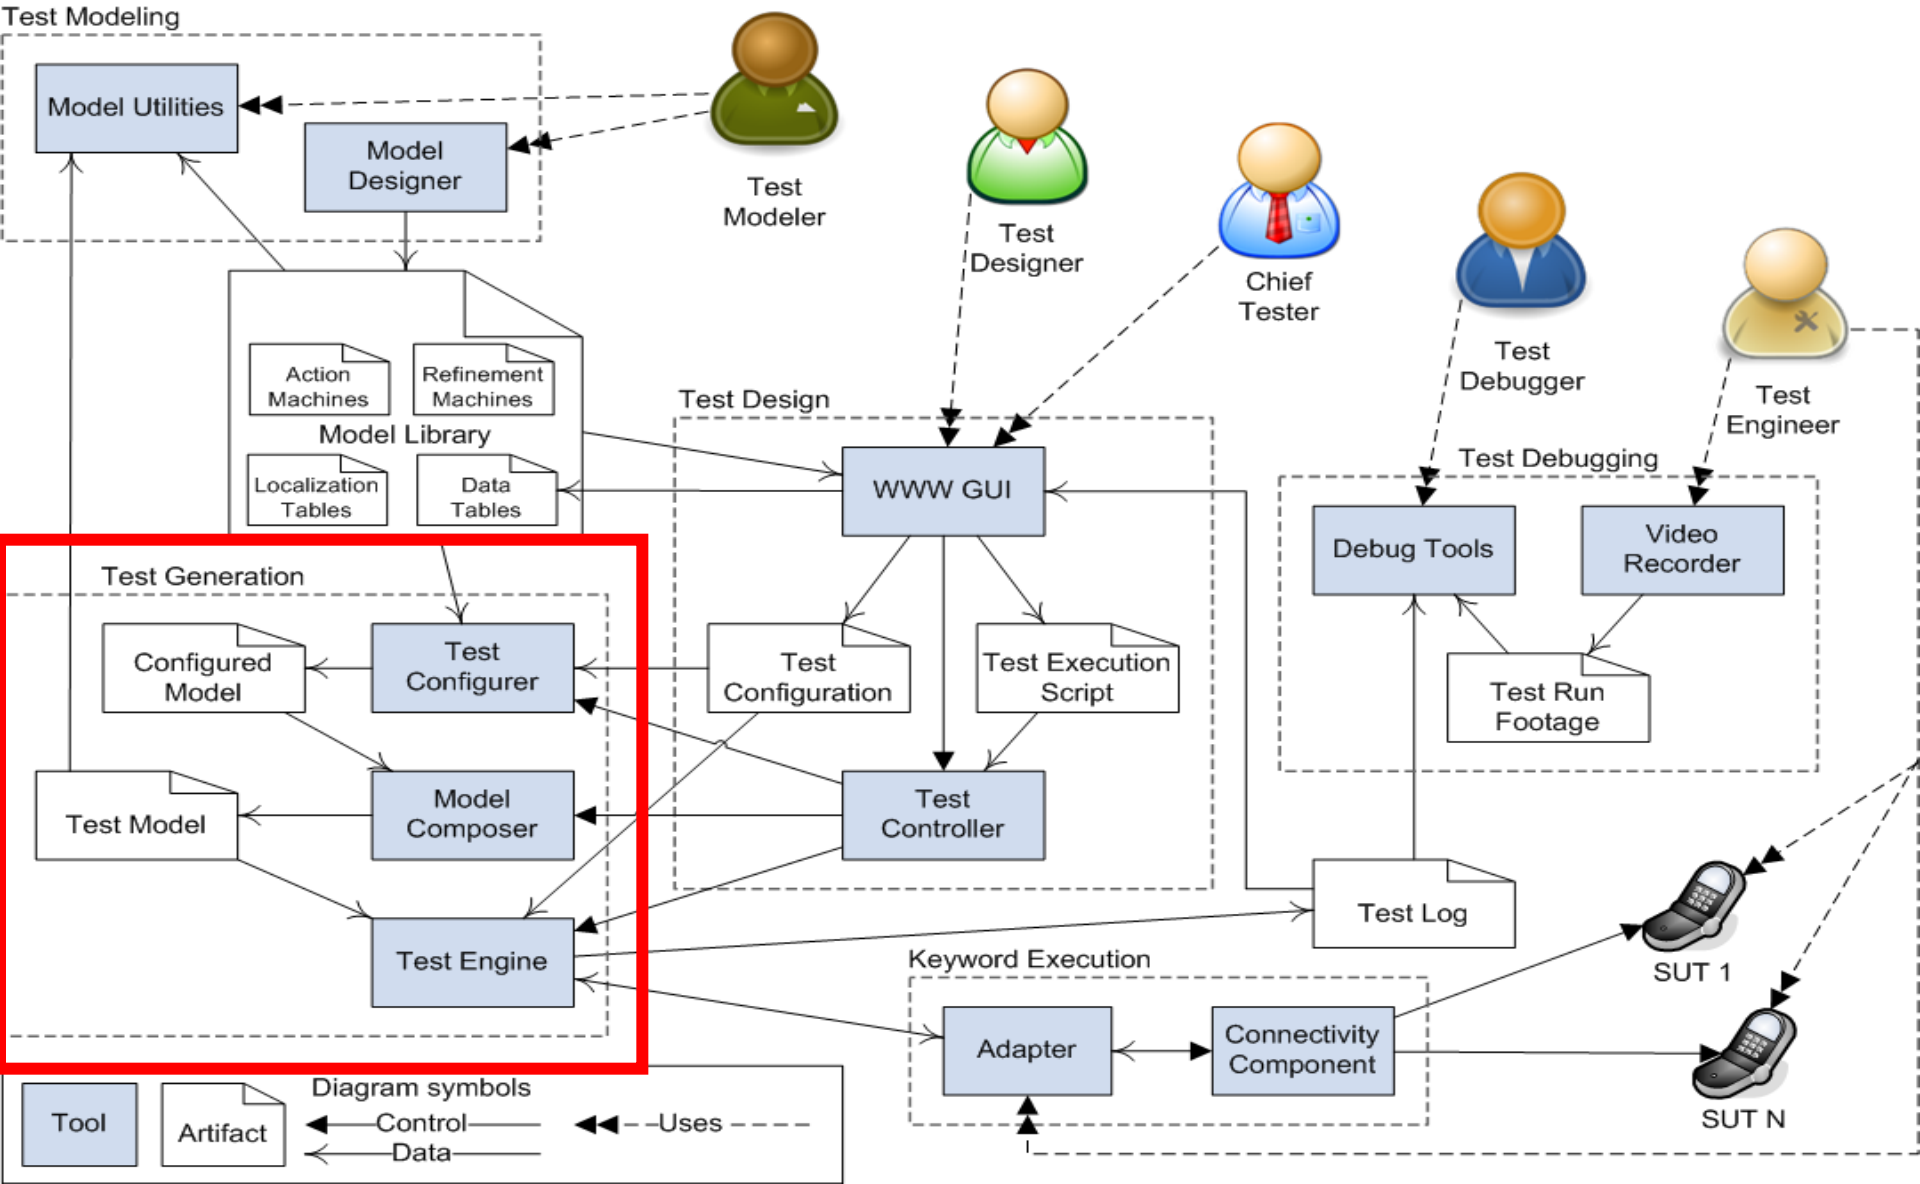 Test Modeling
Model Utilities
Model
Designer
Test
Modeler
Test
Designer
Chief
Tester
Test
Debugger
Test
Engineer
Action
Machines
Refinement
Machines
Model Library
Localization
Tables
Data
Tables
Test Design
WWW GUI
Test
Configuration
Test Execution
Script
Test
Controller
Test Debugging
Debug Tools
Video
Recorder
Test Run
Footage
Test Generation
Configured
Model
Test
Configurer
Test Model
Model
Composer
Test Engine
Test Log
Keyword Execution
Adapter
Connectivity
Component
SUT 1
SUT N
Diagram symbols
Tool
Artifact
Control
Data
Uses